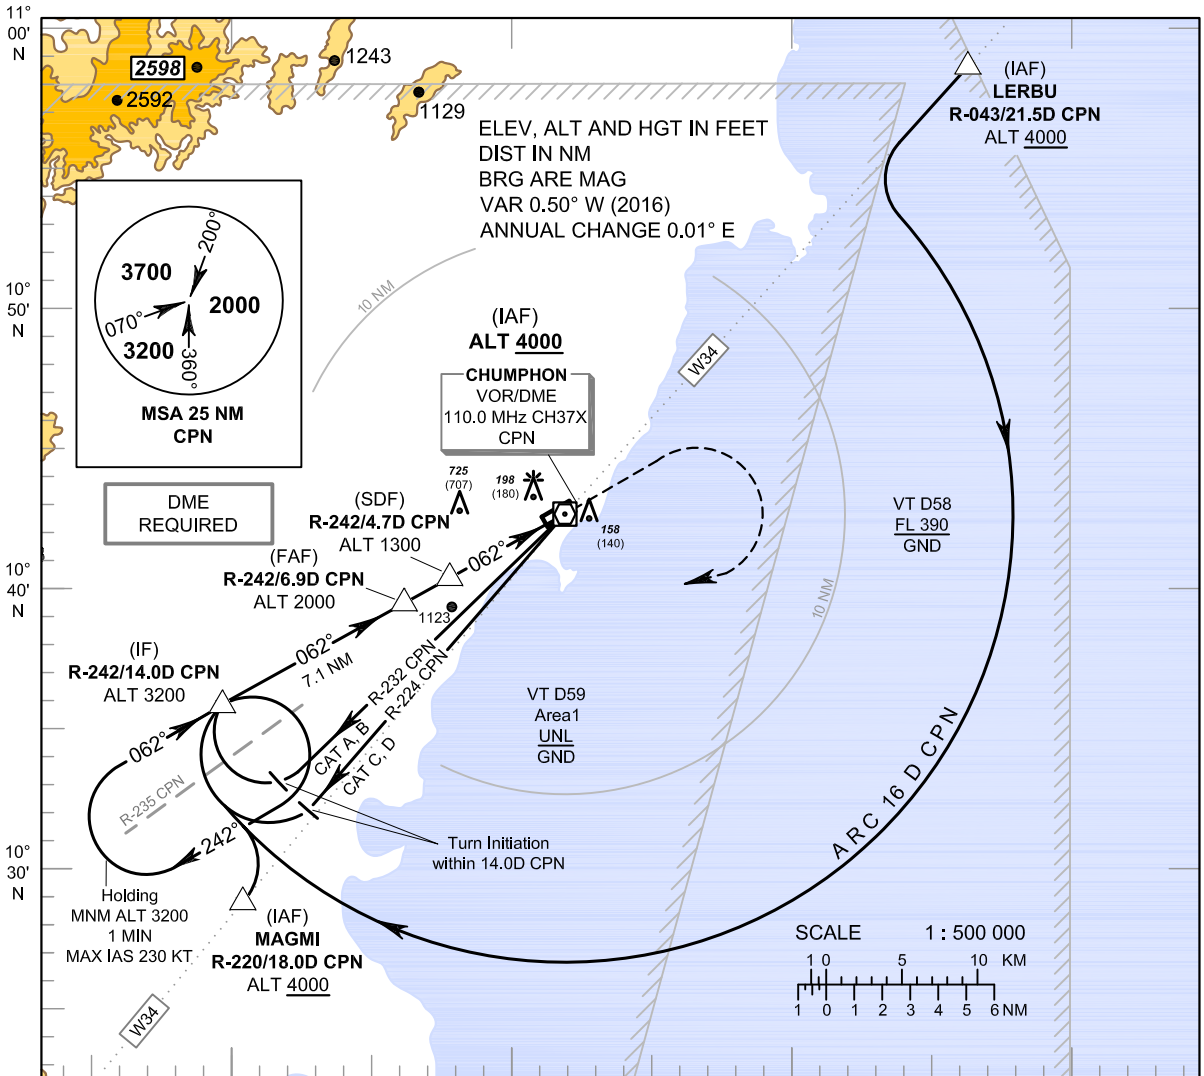 11°
00'
N
2598
2592
1243
1129
ELEV, ALT AND HGT IN FEET
DIST IN NM
BRG ARE MAG
VAR 0.50° W (2016)
ANNUAL CHANGE 0.01° E
(IAF)
LERBU
R-043/21.5D CPN
ALT 4000
3700
200°
2000
070°
3200
360°
MSA 25 NM
CPN
10°
50'
N
10 NM
(IAF)
ALT 4000
CHUMPHON
VOR/DME
110.0 MHz CH37X
CPN
W34
DME
REQUIRED
725
(707)
198
(180)
158
(140)
(SDF)
R-242/4.7D CPN
ALT 1300
062°
(FAF)
R-242/6.9D CPN
ALT 2000
1123
VT D58
FL 390
GND
10°
40'
N
10 NM
062°
7.1 NM
(IF)
R-242/14.0D CPN
ALT 3200
R-232 CPN
R-224 CPN
CAT A, B
CAT C, D
VT D59
Area1
UNL
GND
062°
R-235 CPN
242°
ARC 16 D CPN
Turn Initiation
within 14.0D CPN
10°
30'
N
Holding
MNM ALT 3200
1 MIN
MAX IAS 230 KT
(IAF)
MAGMI
R-220/18.0D CPN
ALT 4000
W34
SCALE 1 : 500 000
1 0 5 10 KM
1 0 1 2 3 4 5 6 NM